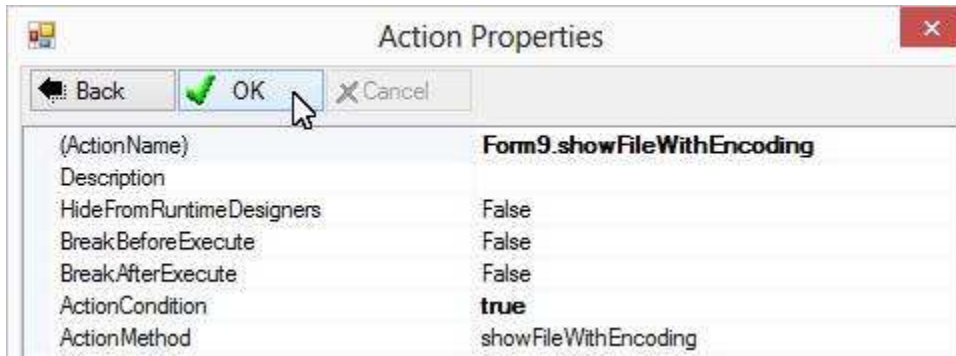 Action Properties
Back OK Cancel
(ActionName) Form9.showFileWithEncoding
Description
HideFromRuntimeDesigners False
BreakBeforeExecute False
BreakAfterExecute False
ActionCondition true
ActionMethod showFileWithEncoding